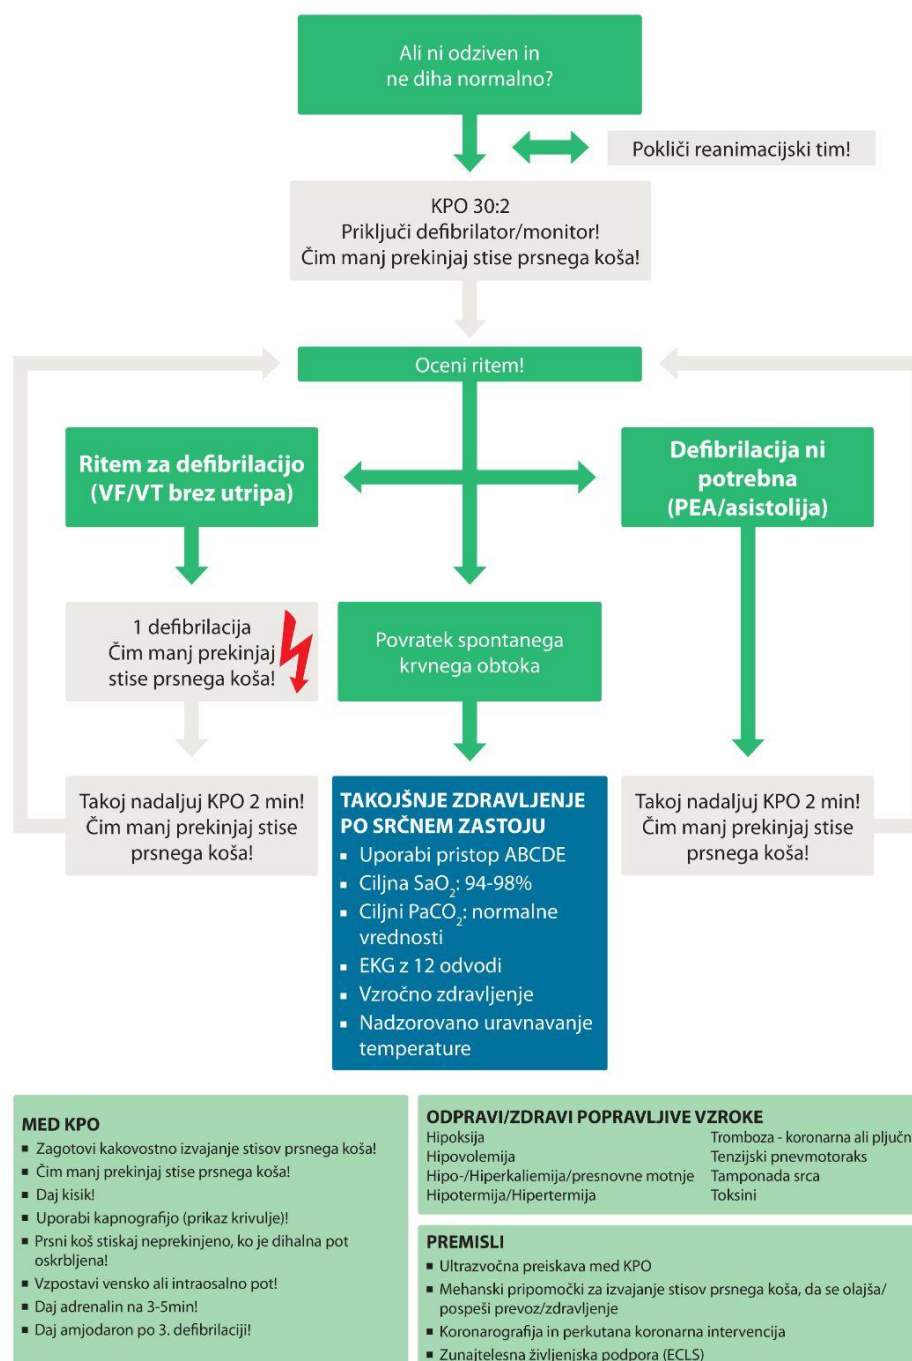 Ali ni odziven in
ne diha normalno?
Pokliči reanimacijski tim!
KPO 30:2
Priključi defibrilator/monitor!
Čim manj prekinjaj stise prsnega koša!
Oceni ritem!
Ritem za defibrilacijo
(VF/VT brez utripa)
Defibrilacija ni
potrebna
(PEA/asistolija)
1 defibrilacija
Čim manj prekinjaj
stise prsnega koša!
Povratek spontanega
krvnega obtoka
Takoj nadaljuj KPO 2 min!
Čim manj prekinjaj stise
prsnega koša!
TAKOJŠNJE ZDRAVLJENJE
PO SRČNEM ZASTOJU
▪ Uporabi pristop ABCDE
▪ Ciljna SaO₂: 94-98%
▪ Ciljni PaCO₂: normalne
vrednosti
▪ EKG z 12 odvodi
▪ Vzročno zdravljenje
▪ Nadzorovano uravnavanje
temperature
Takoj nadaljuj KPO 2 min!
Čim manj prekinjaj stise
prsnega koša!
MED KPO
▪ Zagotovi kakovostno izvajanje stisov prsnega koša!
▪ Čim manj prekinjaj stise prsnega koša!
▪ Daj kisik!
▪ Uporabi kapnografijo (prikaz krivulje)!
▪ Prsni koš stiskaj neprekinjeno, ko je dihalna pot
oskrbljena!
▪ Vzpostavi vensko ali intraosalno pot!
▪ Daj adrenalin na 3-5min!
▪ Daj amjodaron po 3. defibrilaciji!
ODPRAVI/ZDRAVI POPRAVLJIVE VZROKE
Hipoksija
Hipovolemija
Hipo-/Hiperkaliemija/presnovne motnje
Hipotermija/Hipertermija
Tromboza - koronarna ali pljučn
Tenzijski pnevmotoraks
Tamponada srca
Toksini
PREMISLI
▪ Ultrazvočna preiskava med KPO
▪ Mehanski pripomočki za izvajanje stisov prsnega koša, da se olajša/
pospeši prevoz/zdravljenje
▪ Koronarografija in perkutana koronarna intervencija
▪ Zunajtelesna življenjska podpora (ECLS)